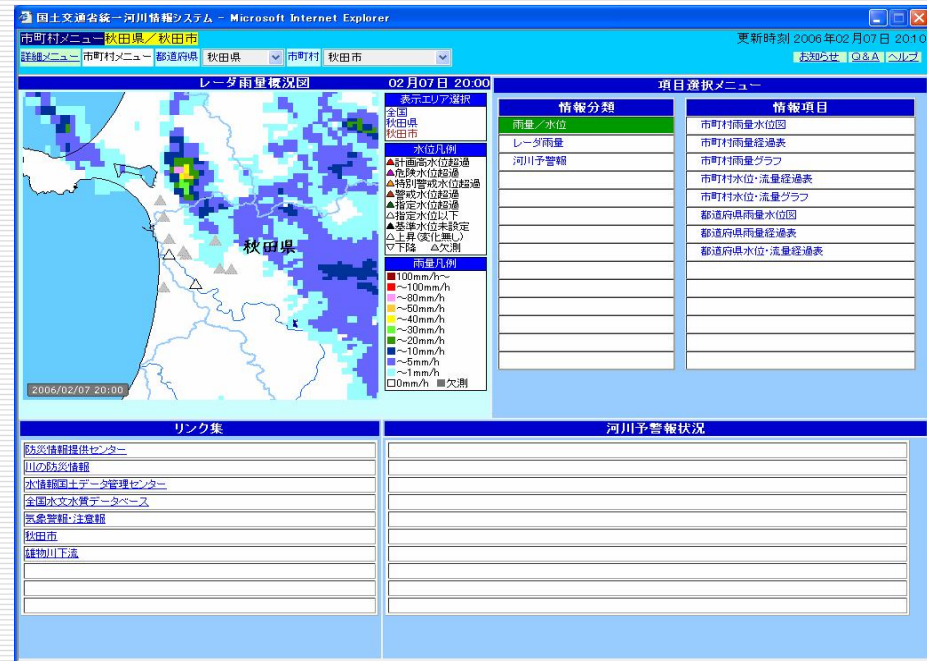 国土交通省統一河川情報システム - Microsoft Internet Explorer
市町村メニュー秋田県／秋田市
更新時刻 2006年02月07日 20:10
詳細メニュー 市町村メニュー 都道府県 秋田県 市町村 秋田市
お知らせ Q&A ヘルプ
レーダ雨量概況図 02月07日 20:00
表示エリア選択
全国
秋田県
秋田市
水位凡例
▲計画高水位超過
▲危険水位超過
▲特別警戒水位超過
▲警戒水位超過
▲指定水位超過
△指定水位以下
▲基準水位未設定
△上昇(変化無し)
▽下降 △欠測
雨量凡例
■100mm/h～
■～100mm/h
■～80mm/h
■～50mm/h
■～40mm/h
■～30mm/h
■～20mm/h
■～10mm/h
■～5mm/h
■～1mm/h
□0mm/h ■欠測
秋田県
2006/02/07 20:00
項目選択メニュー
情報分類
雨量／水位
レーダ雨量
河川予警報
情報項目
市町村雨量水位図
市町村雨量経過表
市町村雨量グラフ
市町村水位・流量経過表
市町村水位・流量グラフ
都道府県雨量水位図
都道府県雨量経過表
都道府県水位・流量経過表
リンク集
防災情報提供センター
川の防災情報
水情報国土データ管理センター
全国水文水質データベース
気象警報・注意報
秋田市
雄物川下流
河川予警報状況